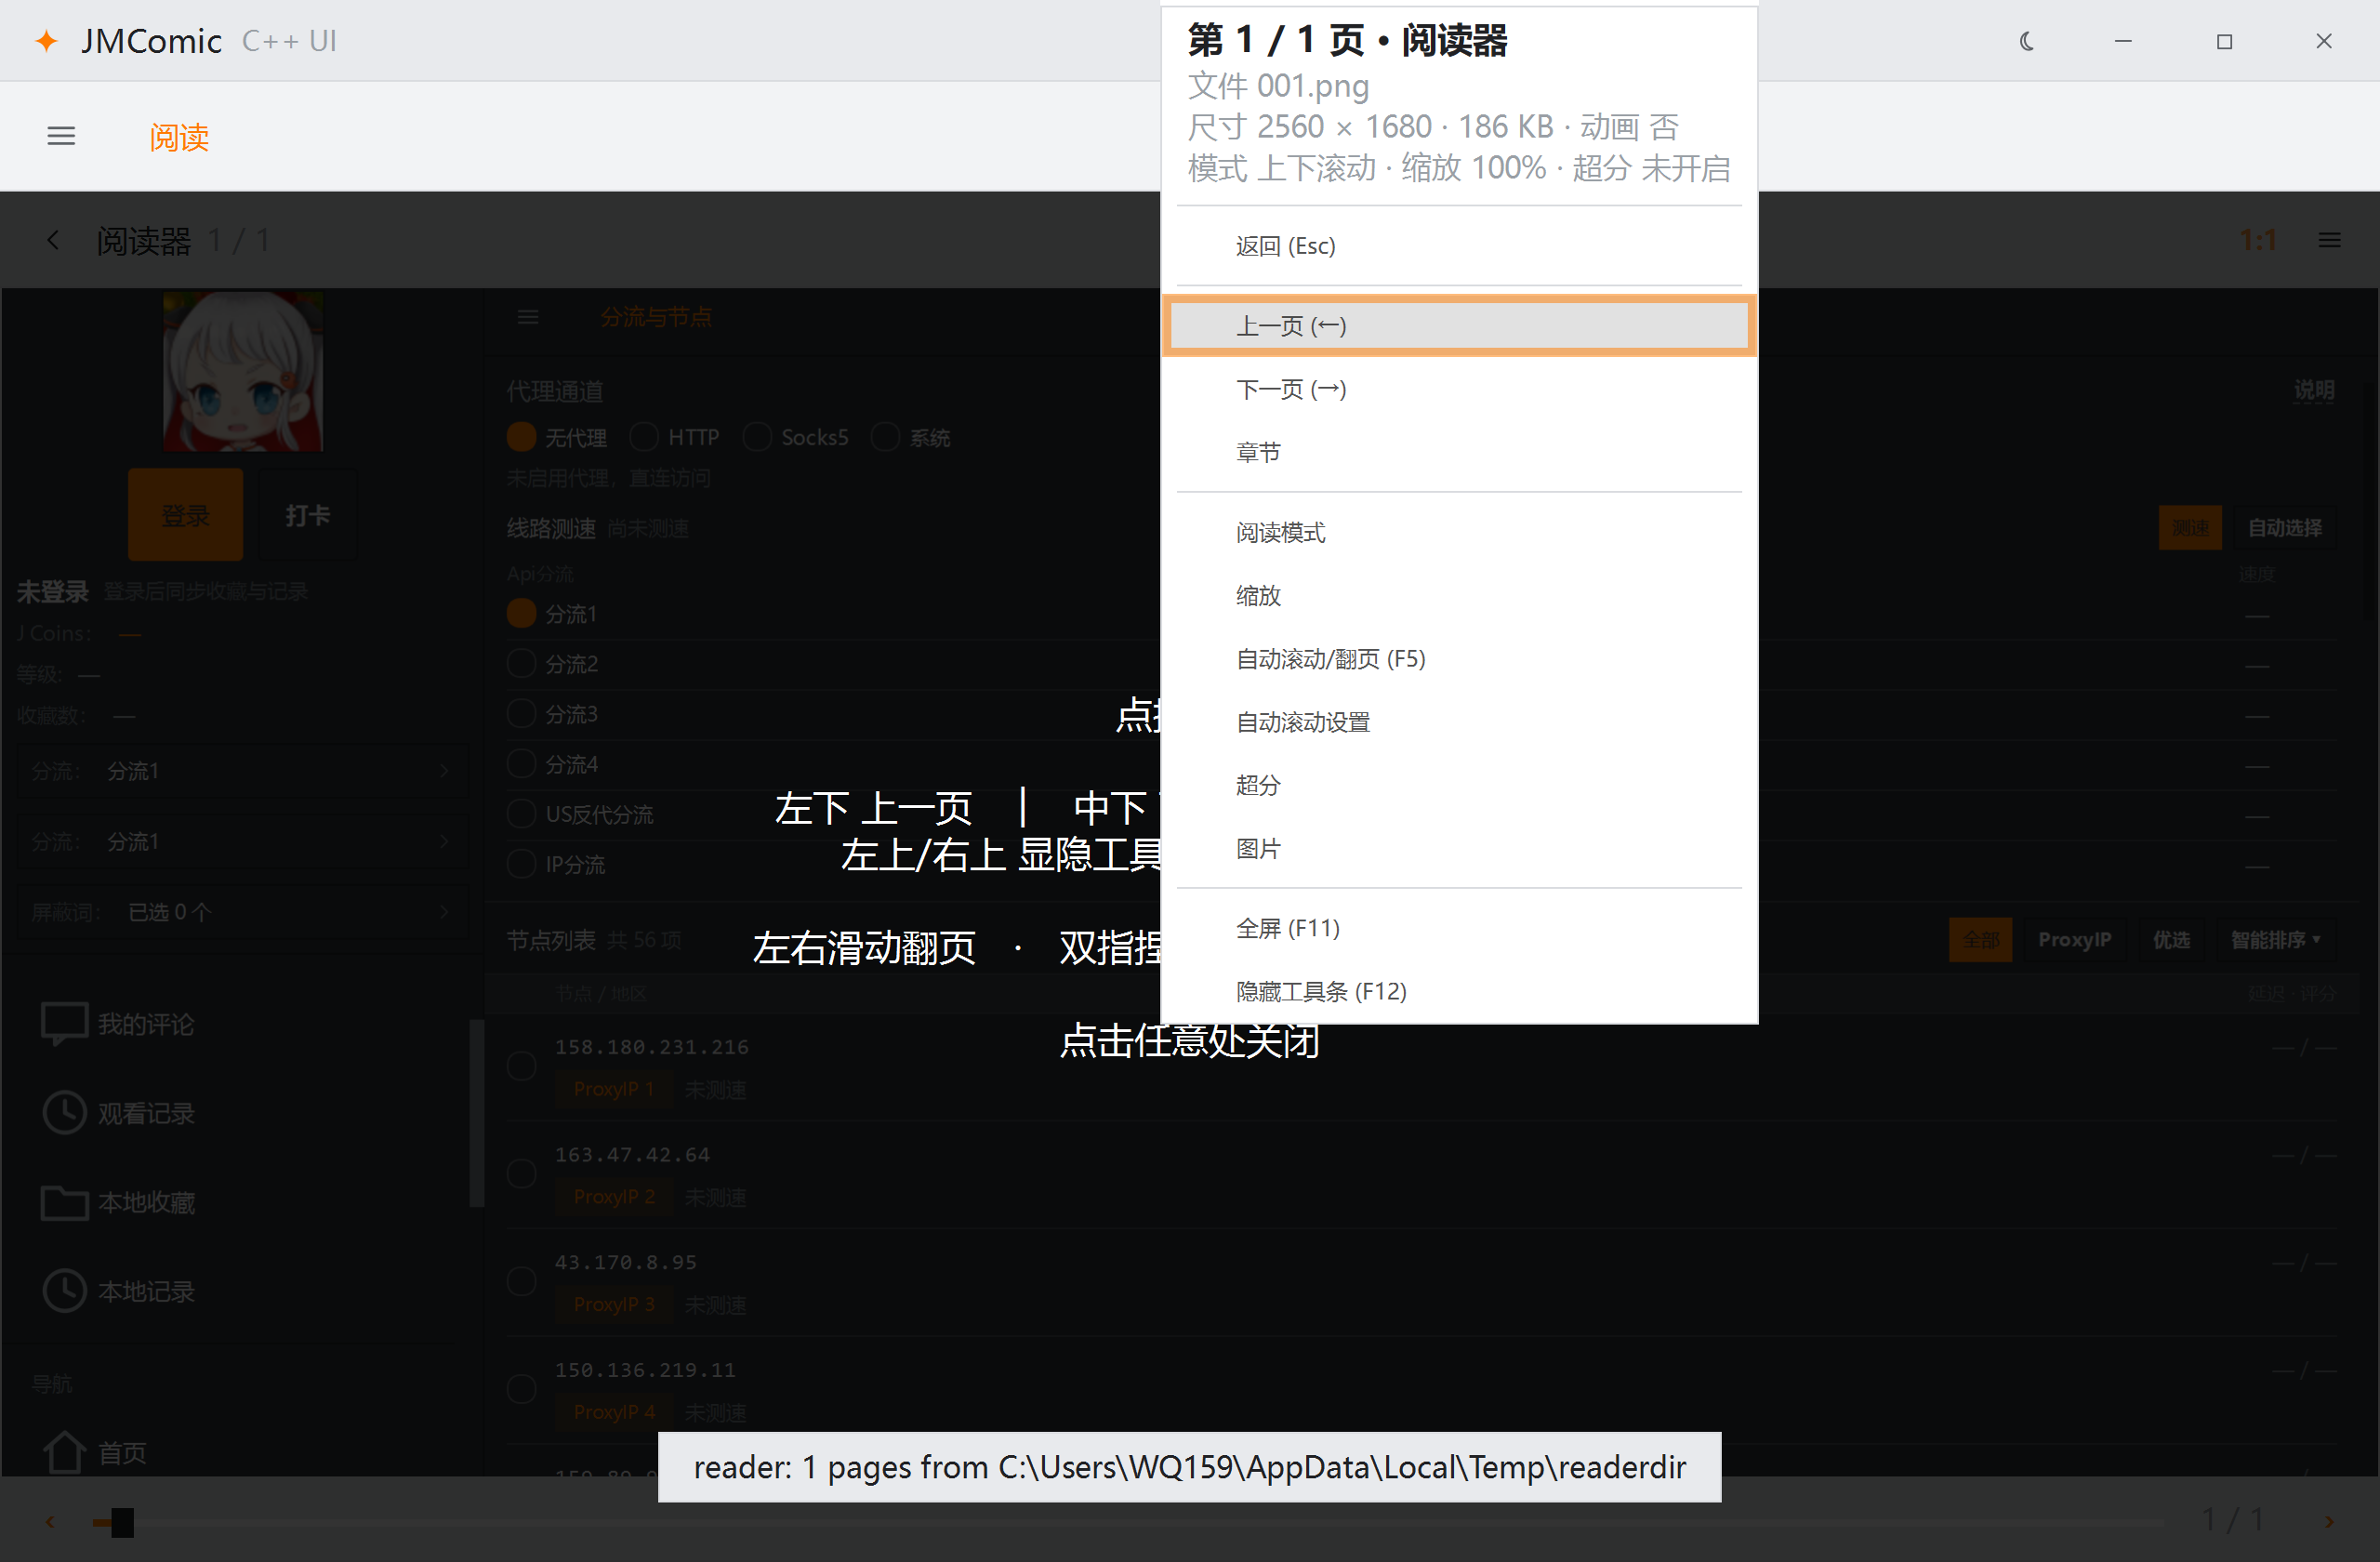 JMComic C++ UI
阅读
第 1 / 1 页 • 阅读器
文件 001.png
尺寸 2560 × 1680 · 186 KB · 动画 否
模式 上下滚动 · 缩放 100% · 超分 未开启
返回 (Esc)
上一页 (←)
下一页 (→)
章节
阅读模式
缩放
自动滚动/翻页 (F5)
自动滚动设置
超分
图片
全屏 (F11)
隐藏工具条 (F12)
阅读器 1 / 1
1:1
登录
打卡
未登录 登录后同步收藏与记录
J Coins: —
等级: —
收藏数: —
分流: 分流1
分流: 分流1
屏蔽词: 已选 0 个
我的评论
观看记录
本地收藏
本地记录
导航
首页
分流与节点
代理通道
说明
无代理 HTTP Socks5 系统
未启用代理，直连访问
线路测速 尚未测速
测速 自动选择
Api分流
速度
分流1 —
分流2 —
分流3 —
分流4 —
US反代分流 —
IP分流 —
左下 上一页 | 中下
左上/右上 显隐工具
左右滑动翻页 · 双指捏
点击任意处关闭
节点列表 共 56 项
全部 ProxyIP 优选 智能排序 ▾
节点 / 地区
延迟 · 评分
158.180.231.216 — / —
ProxyIP 1 未测速
163.47.42.64 — / —
ProxyIP 2 未测速
43.170.8.95 — / —
ProxyIP 3 未测速
150.136.219.11 — / —
ProxyIP 4 未测速
reader: 1 pages from C:\Users\WQ159\AppData\Local\Temp\readerdir
1 / 1